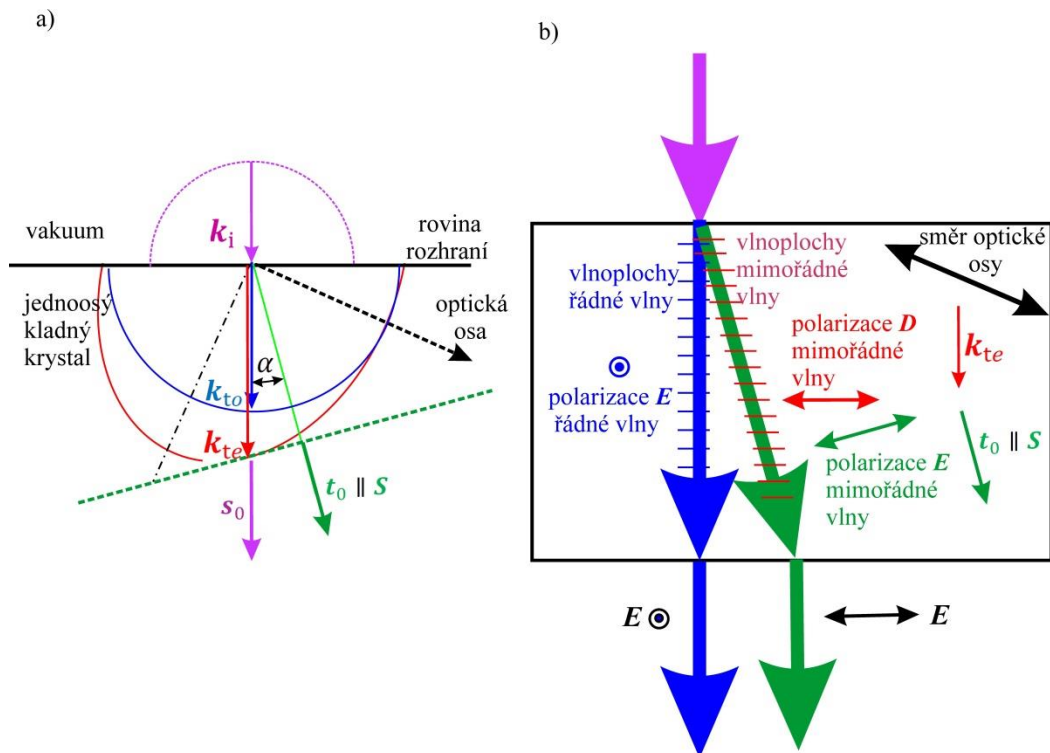 a)
vakuum
k_i
rovina
rozhraní
jednoosý
kladný
krystal
optická
osa
α
k_to
k_te
t_0 ∥ S
s_0
b)
vlnoplochy
řádné vlny
vlnoplochy
mimořádné
vlny
směr optické
osy
polarizace E
řádné vlny
polarizace D
mimořádné
vlny
k_te
polarizace E
mimořádné
vlny
t_0 ∥ S
E
E